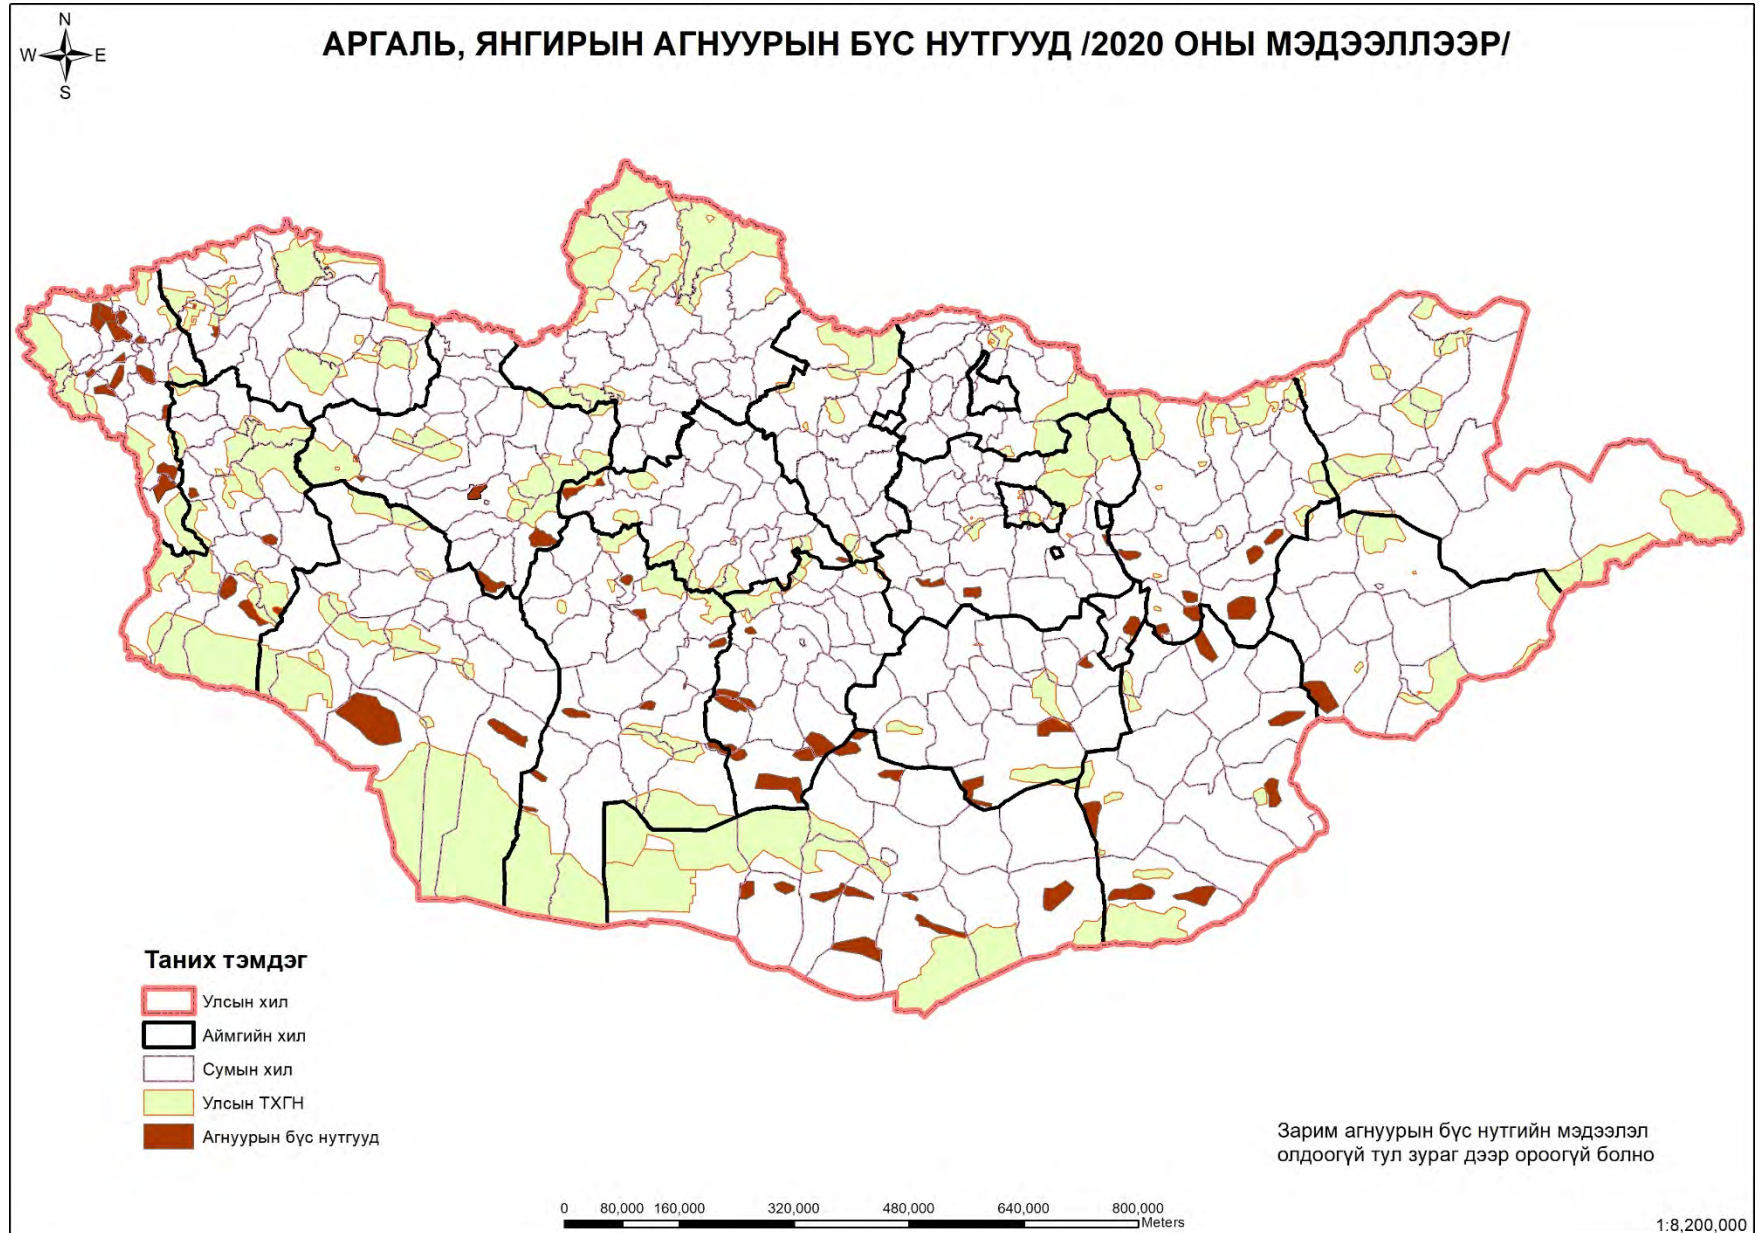 N
W E
S
АРГАЛЬ, ЯНГИРЫН АГНУУРЫН БҮС НУТГУУД /2020 ОНЫ МЭДЭЭЛЛЭЭР/
Таних тэмдэг
Улсын хил
Аймгийн хил
Сумын хил
Улсын ТХГН
Агнуурын бүс нутгууд
Зарим агнуурын бүс нутгийн мэдээлэл
олдоогүй тул зураг дээр ороогүй болно
0 80,000 160,000 320,000 480,000 640,000 800,000
Meters
1:8,200,000